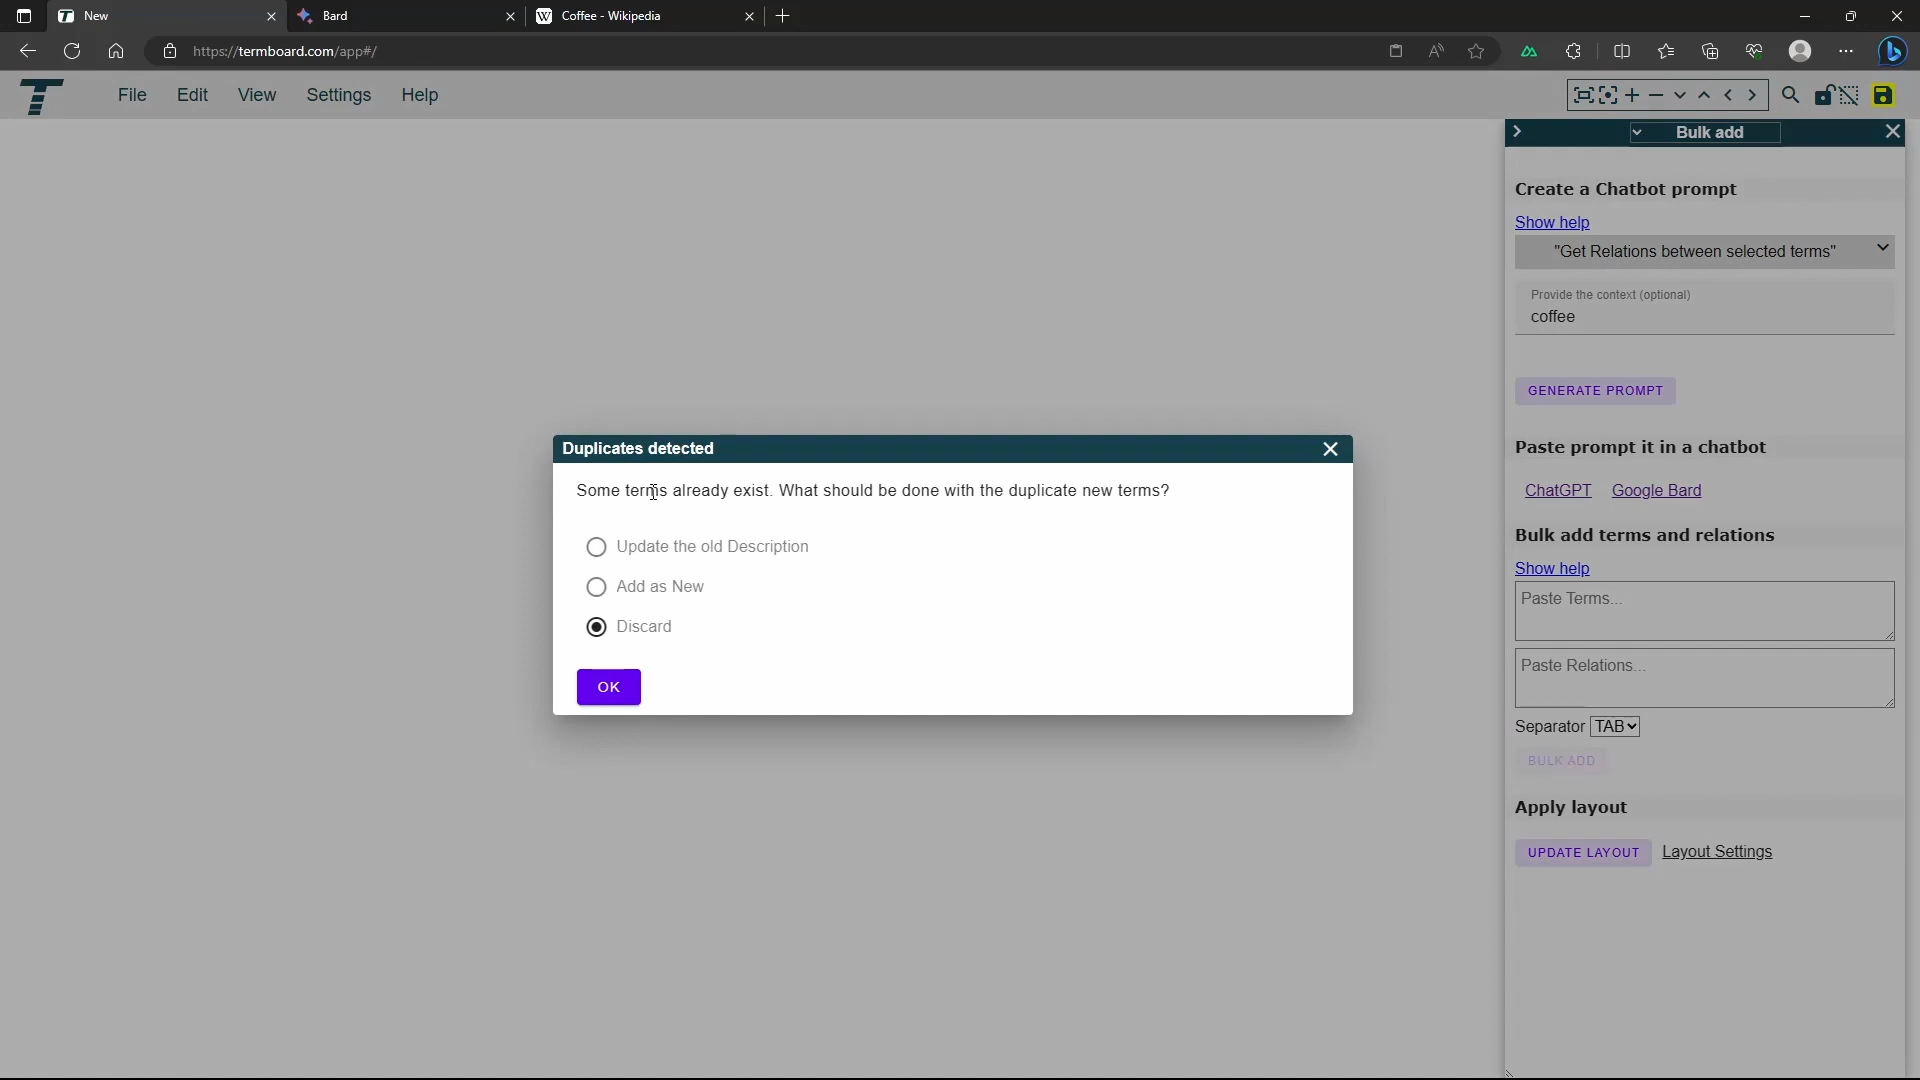 New
Bard
Coffee - Wikipedia
https://termboard.com/app#/
File Edit View Settings Help
Bulk add
Create a Chatbot prompt
Show help
"Get Relations between selected terms"
Provide the context (optional)
coffee
GENERATE PROMPT
Duplicates detected
Some terms already exist. What should be done with the duplicate new terms?
Update the old Description
Add as New
Discard
OK
Paste prompt it in a chatbot
ChatGPT Google Bard
Bulk add terms and relations
Show help
Paste Terms...
Paste Relations...
Separator TAB
BULK ADD
Apply layout
UPDATE LAYOUT Layout Settings